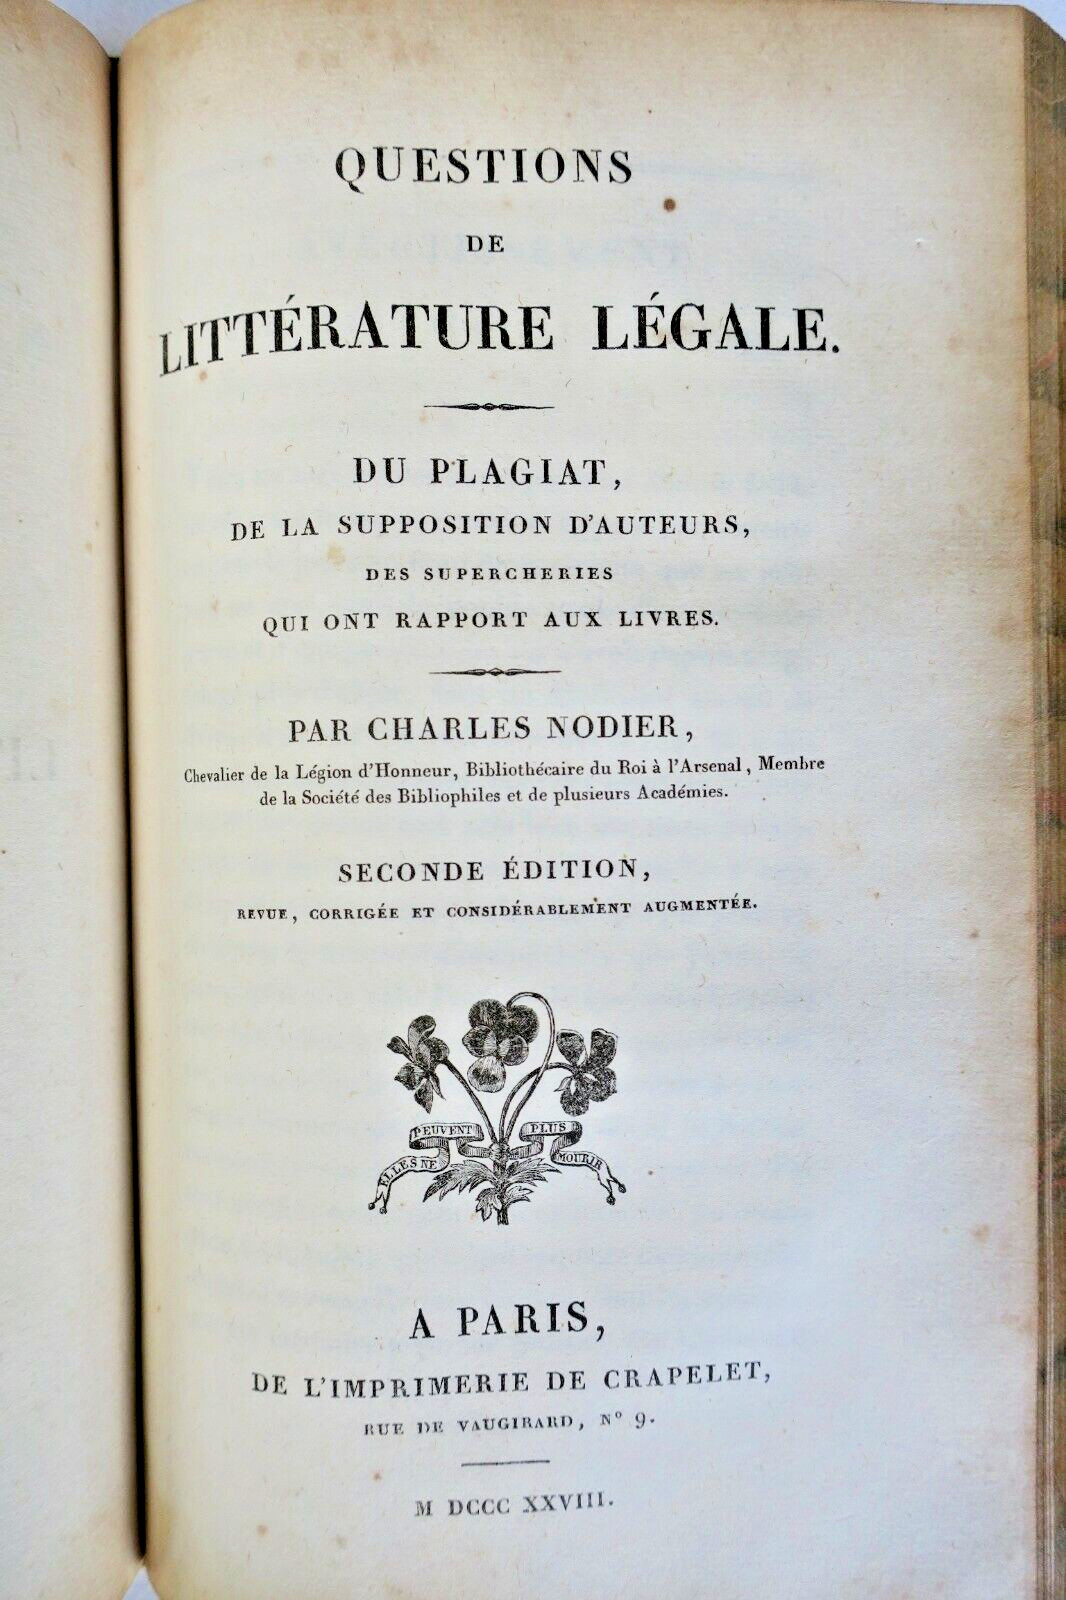 QUESTIONS
DE
LITTÉRATURE LÉGALE.
DU PLAGIAT,
DE LA SUPPOSITION D'AUTEURS,
DES SUPERCHERIES
QUI ONT RAPPORT AUX LIVRES.
PAR CHARLES NODIER,
Chevalier de la Légion d'Honneur, Bibliothécaire du Roi à l'Arsenal, Membre
de la Société des Bibliophiles et de plusieurs Académies.
SECONDE ÉDITION,
REVUE, CORRIGÉE ET CONSIDÉRABLEMENT AUGMENTÉE.
ELLES NE PEUVENT PLUS MOURIR
A PARIS,
DE L'IMPRIMERIE DE CRAPELET,
RUE DE VAUGIRARD, N° 9.
M DCCC XXVIII.